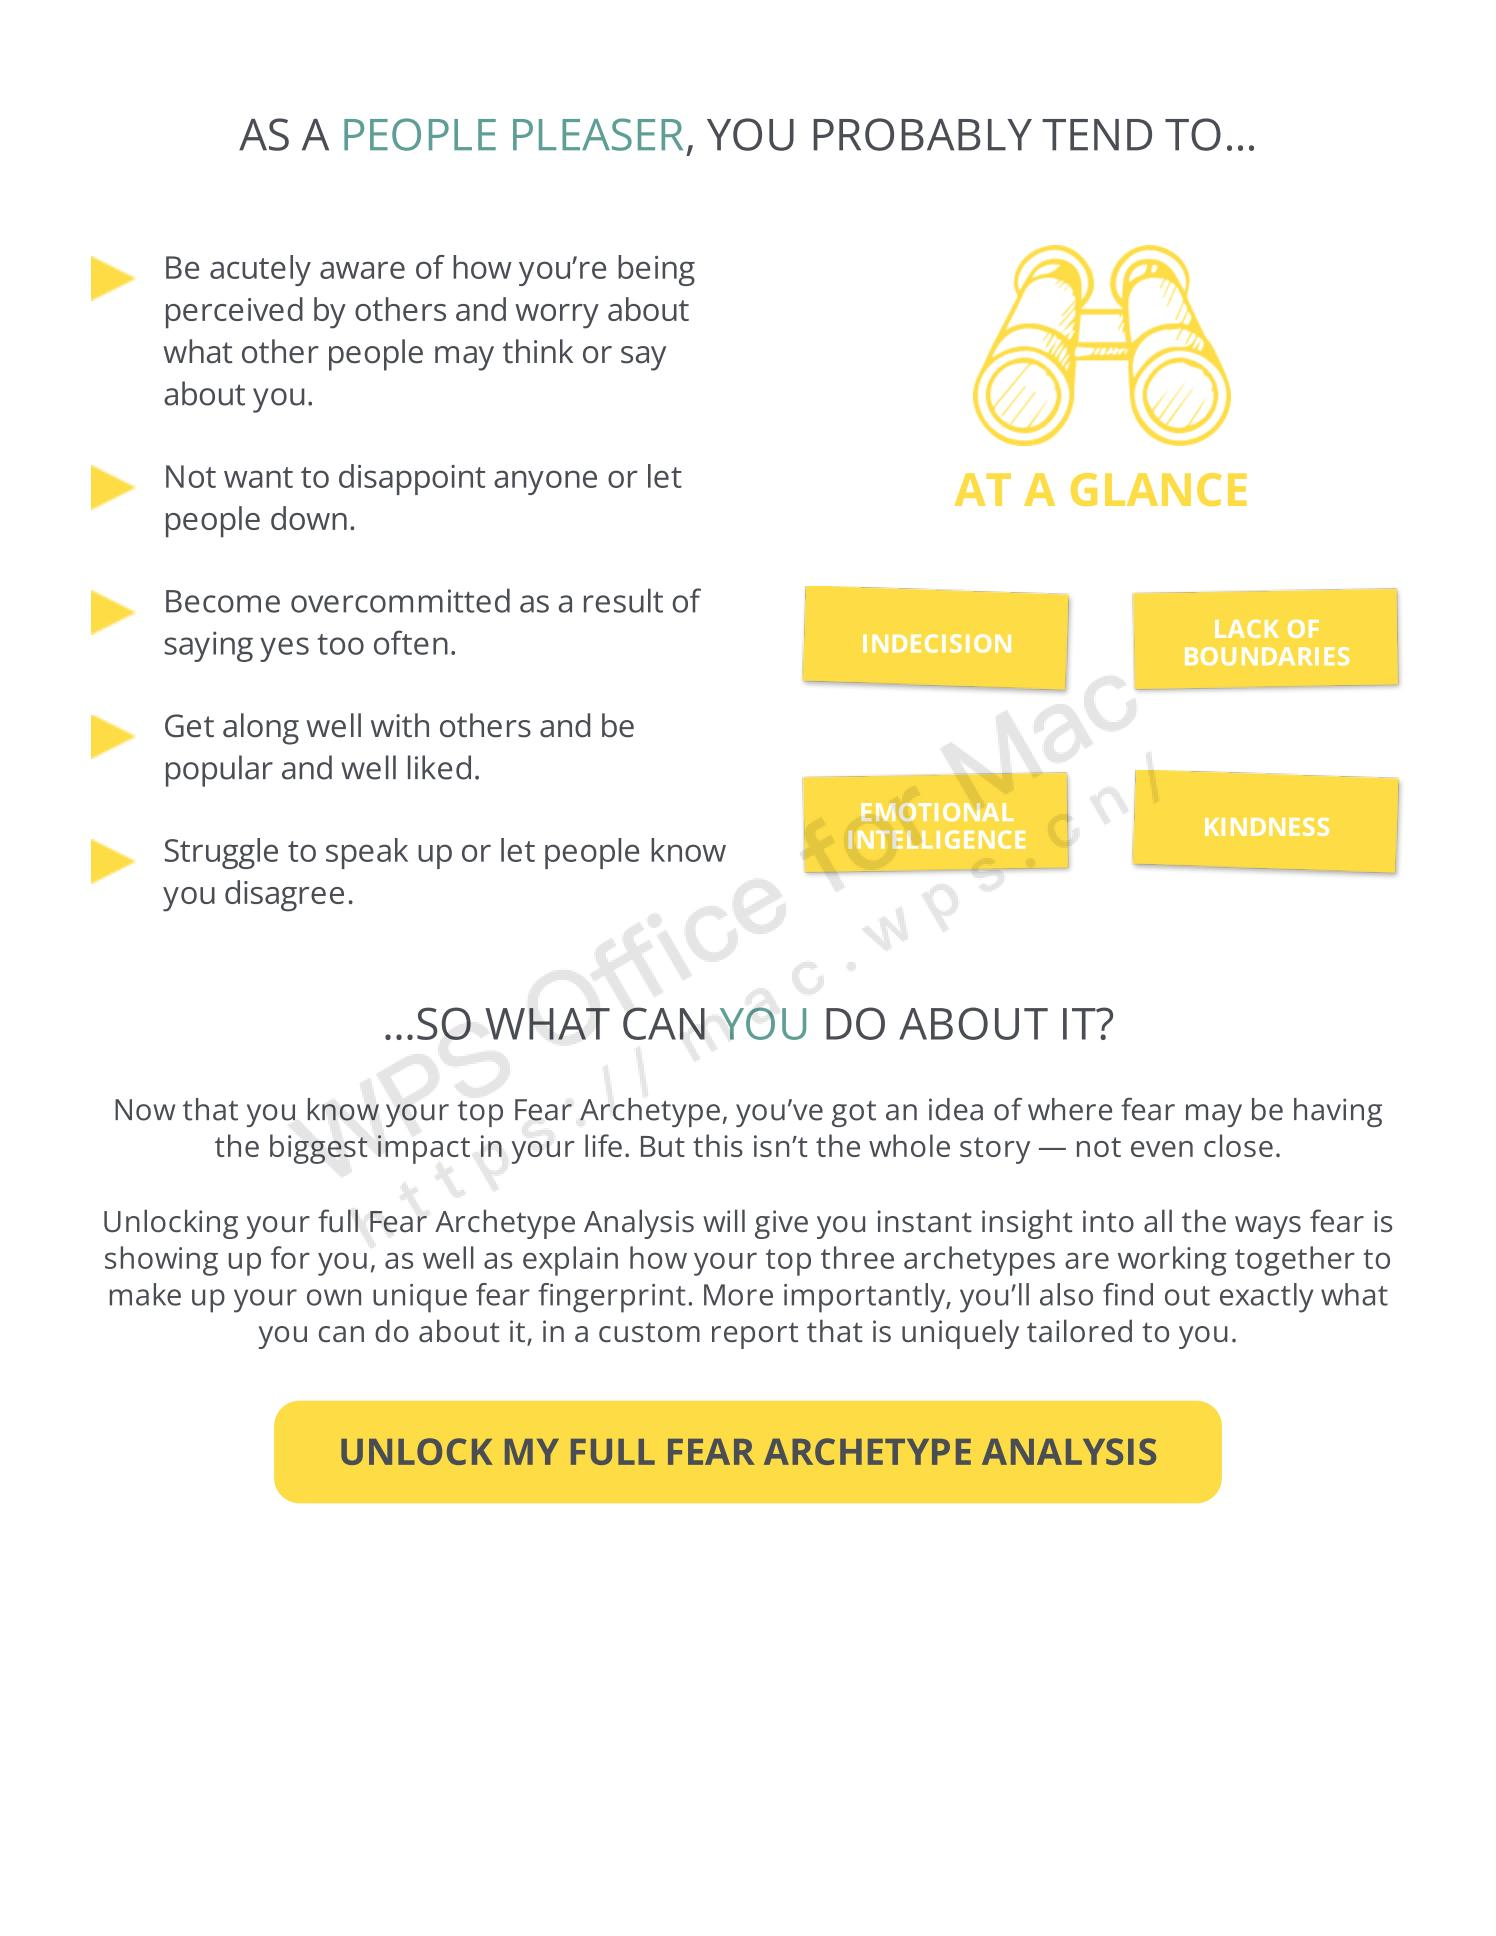 AS A PEOPLE PLEASER, YOU PROBABLY TEND TO...
Be acutely aware of how you’re being
perceived by others and worry about
what other people may think or say
about you.
Not want to disappoint anyone or let
people down.
Become overcommitted as a result of
saying yes too often.
Get along well with others and be
popular and well liked.
Struggle to speak up or let people know
you disagree.
AT A GLANCE
INDECISION
LACK OF
BOUNDARIES
EMOTIONAL
INTELLIGENCE
KINDNESS
WPS Office for Mac
https://mac.wps.cn/
...SO WHAT CAN YOU DO ABOUT IT?
Now that you know your top Fear Archetype, you’ve got an idea of where fear may be having
the biggest impact in your life. But this isn’t the whole story — not even close.
Unlocking your full Fear Archetype Analysis will give you instant insight into all the ways fear is
showing up for you, as well as explain how your top three archetypes are working together to
make up your own unique fear fingerprint. More importantly, you’ll also find out exactly what
you can do about it, in a custom report that is uniquely tailored to you.
UNLOCK MY FULL FEAR ARCHETYPE ANALYSIS